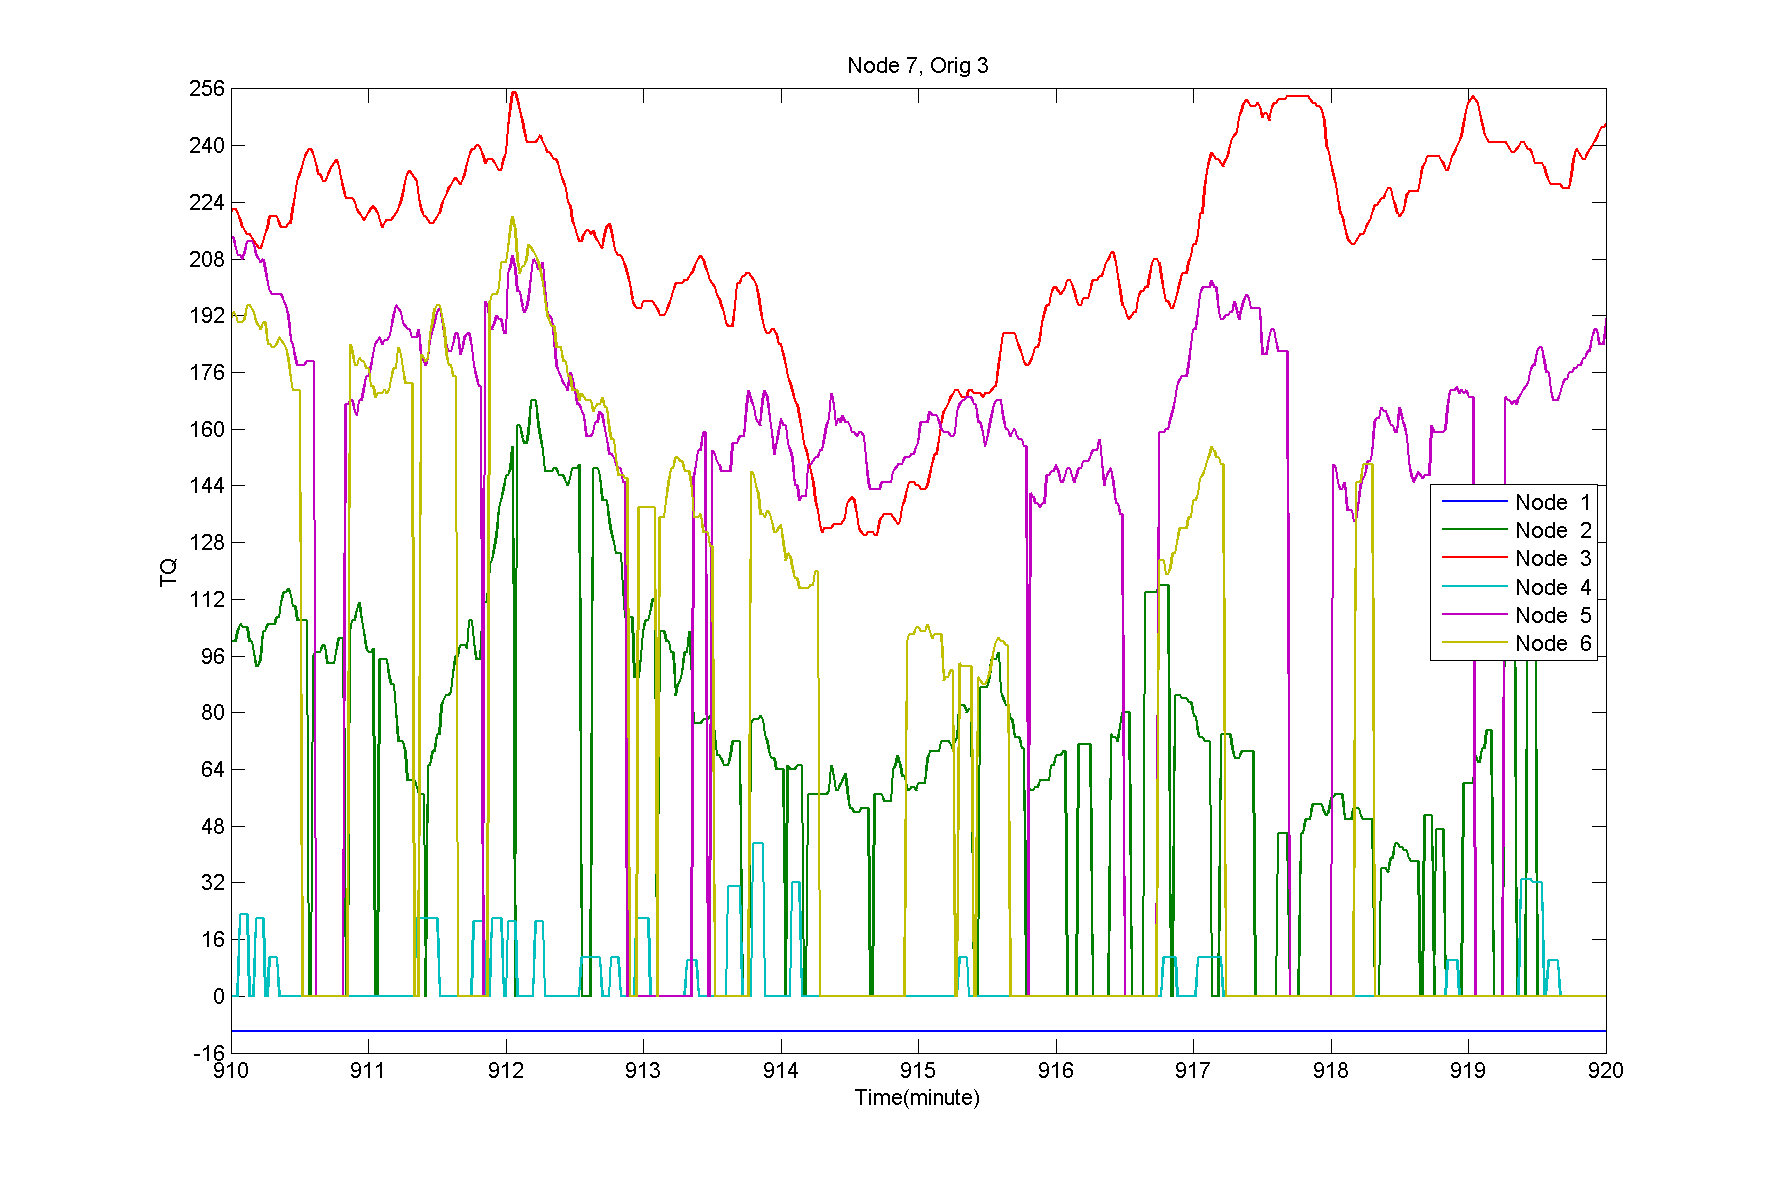 Node 7, Orig 3
256
240
224
208
192
176
160
144
128
112
96
80
64
48
32
16
0
-16
TQ
Node 1
Node 2
Node 3
Node 4
Node 5
Node 6
910 911 912 913 914 915 916 917 918 919 920
Time(minute)